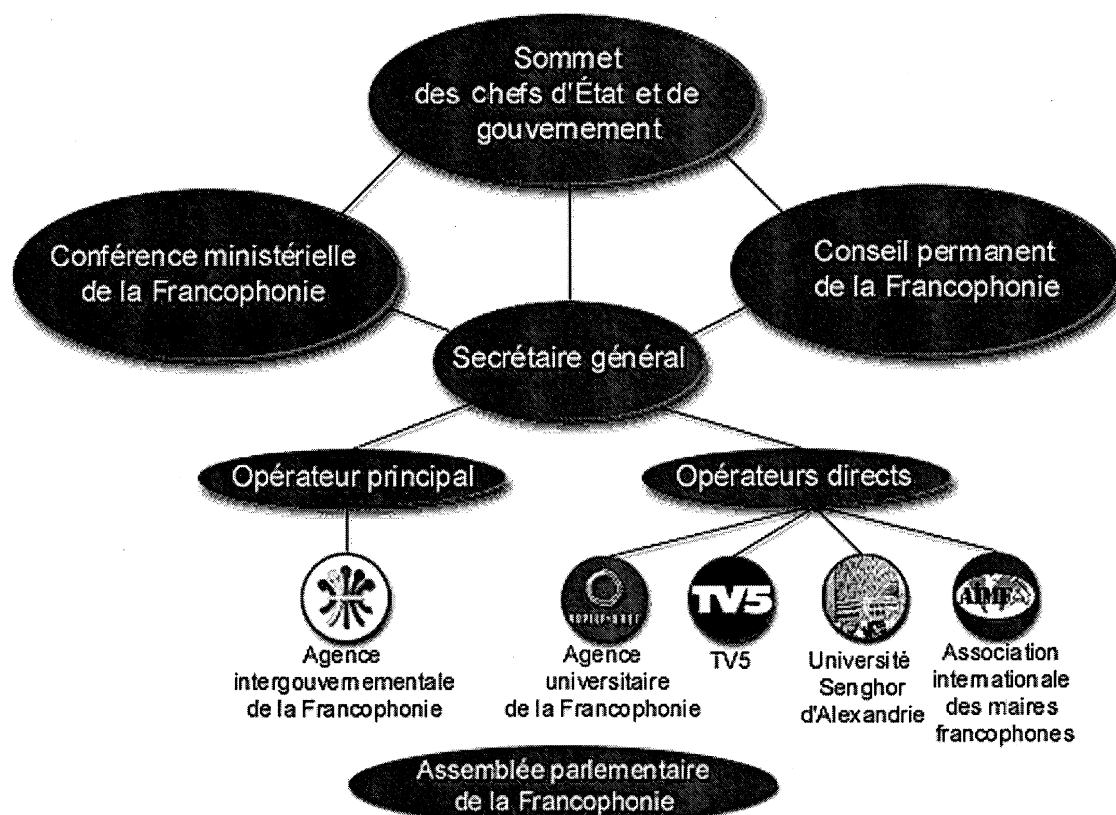 Sommet
des chefs d'État et de
gouvernement
Conférence ministérielle
de la Francophonie
Conseil permanent
de la Francophonie
Secrétaire général
Opérateur principal
Opérateurs directs
TV5
AIMF
Agence
intergouvernementale
de la Francophonie
Agence
universitaire
de la Francophonie
TV5
Université
Senghor
d'Alexandrie
Association
internationale
des maires
francophones
Assemblée parlementaire
de la Francophonie